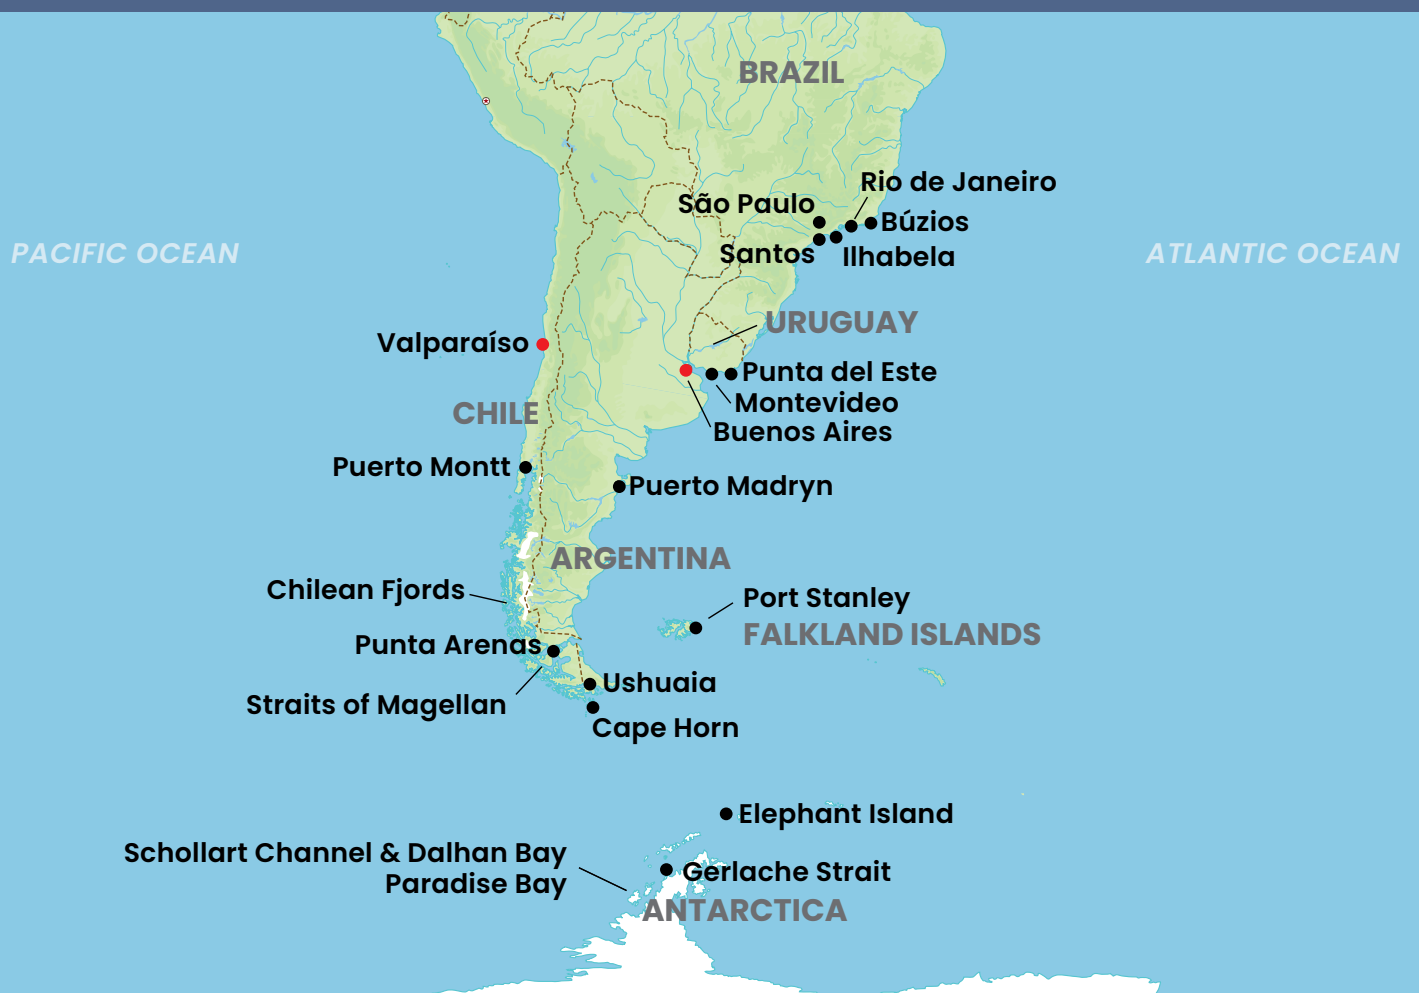 BRAZIL
Rio de Janeiro
São Paulo
Búzios
Santos
Ilhabela
PACIFIC OCEAN
ATLANTIC OCEAN
URUGUAY
Valparaíso
Punta del Este
Montevideo
CHILE
Buenos Aires
Puerto Montt
Puerto Madryn
ARGENTINA
Chilean Fjords
Port Stanley
FALKLAND ISLANDS
Punta Arenas
Ushuaia
Straits of Magellan
Cape Horn
Elephant Island
Schollart Channel & Dalhan Bay
Paradise Bay
Gerlache Strait
ANTARCTICA